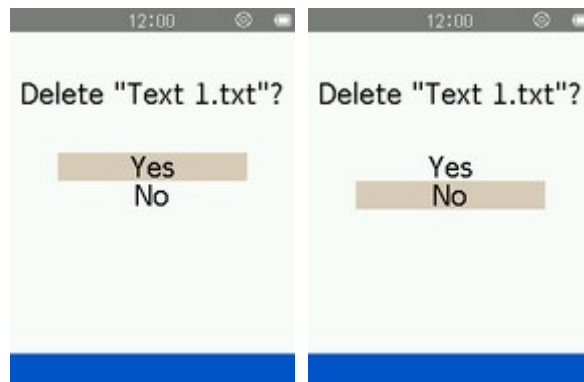 12:00
Delete "Text 1.txt"?
Yes
No
12:00
Delete "Text 1.txt"?
Yes
No